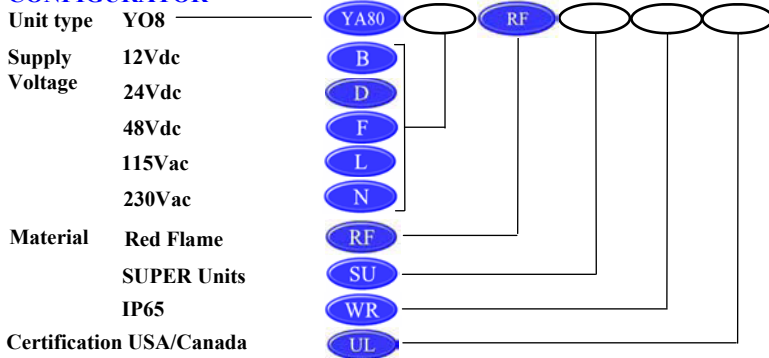 CONFIGURATOR
Unit type YO8 YA80 RF
Supply Voltage 12Vdc B
24Vdc D
48Vdc F
115Vac L
230Vac N
Material Red Flame RF
SUPER Units SU
IP65 WR
Certification USA/Canada UL